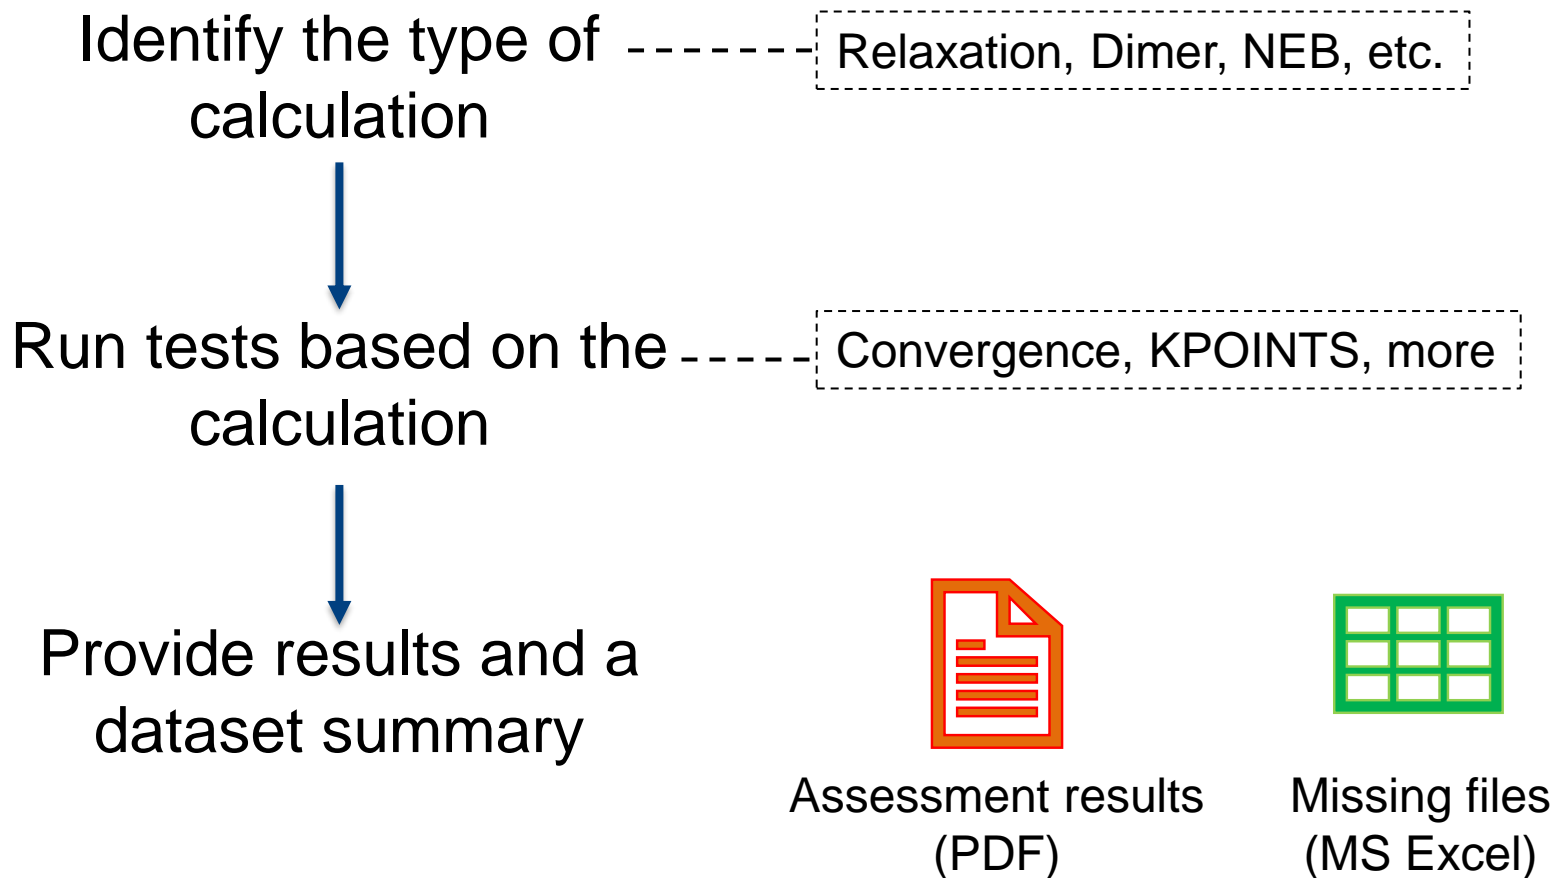 Identify the type of
calculation
Relaxation, Dimer, NEB, etc.
Run tests based on the
calculation
Convergence, KPOINTS, more
Provide results and a
dataset summary
Assessment results
(PDF)
Missing files
(MS Excel)